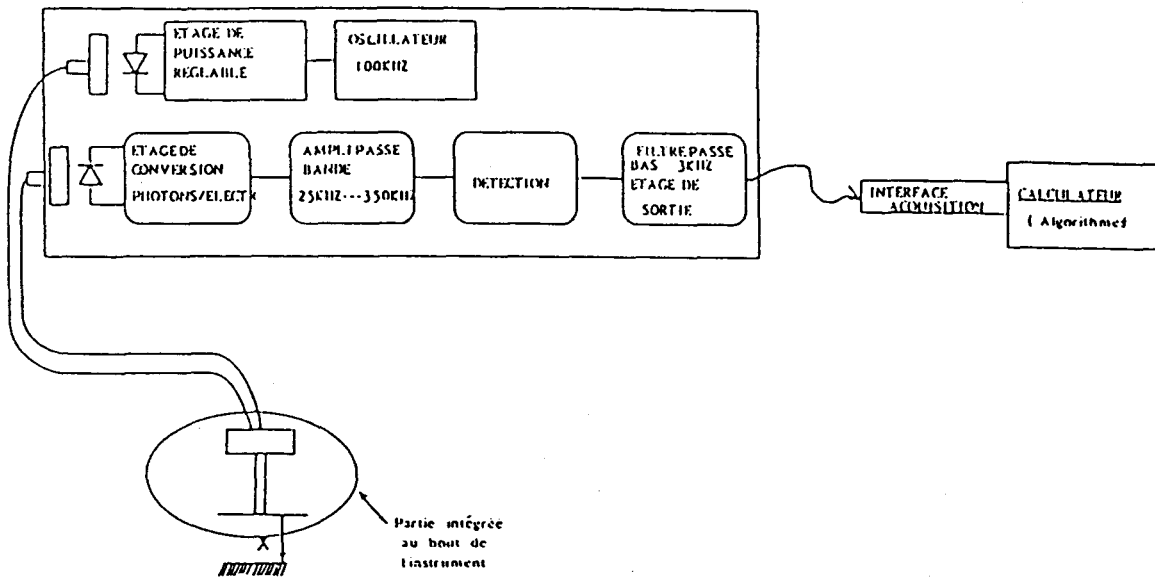 ETAGE DE
PUISSANCE
REGLABLE
OSCILLATEUR
100KHZ
ETAGE DE
CONVERSION
PHOTONS/ELECTR
AMPLI PASSE
BANDE
25KHZ---350KHZ
DETECTION
FILTRE PASSE
BAS 3KHZ
ETAGE DE
SORTIE
INTERFACE
ACQUISITION
CALCULATEUR
( Algorithmes
Partie intégrée
au bout de
l'instrument
X